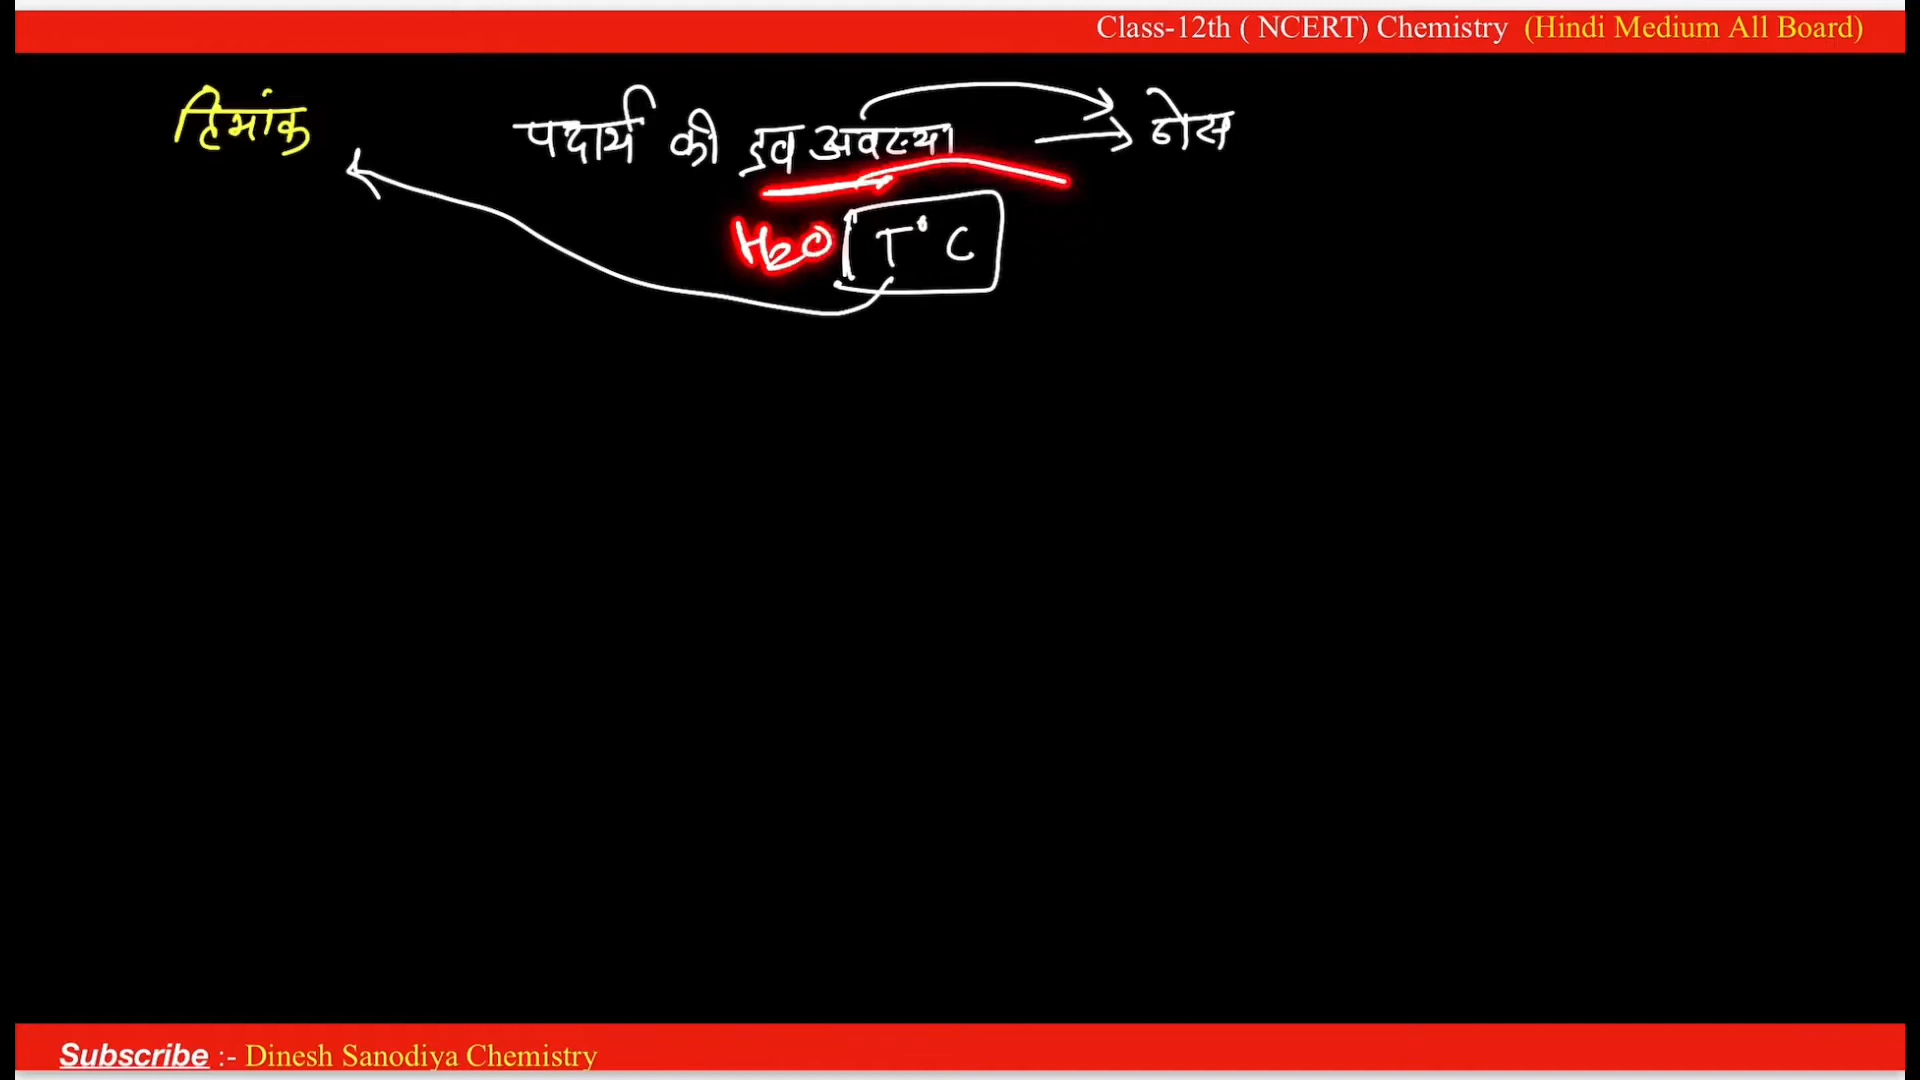 Class-12th ( NCERT) Chemistry (Hindi Medium All Board)
हिमांक पदार्थ की द्रव अवस्था → ठोस
H2O T°C
Subscribe :- Dinesh Sanodiya Chemistry